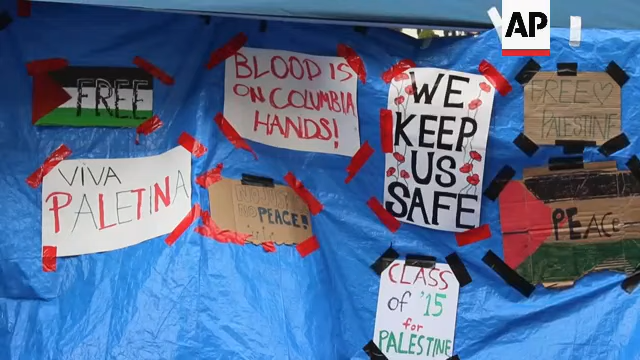 AP
FREE
BLOOD IS
ON COLUMBIA
HANDS!
WE
KEEP
US
SAFE
FREE♡
PALESTINE
VIVA
PALETINA
PEACE!
PEACE
CLASS
of '15
for
PALESTINE